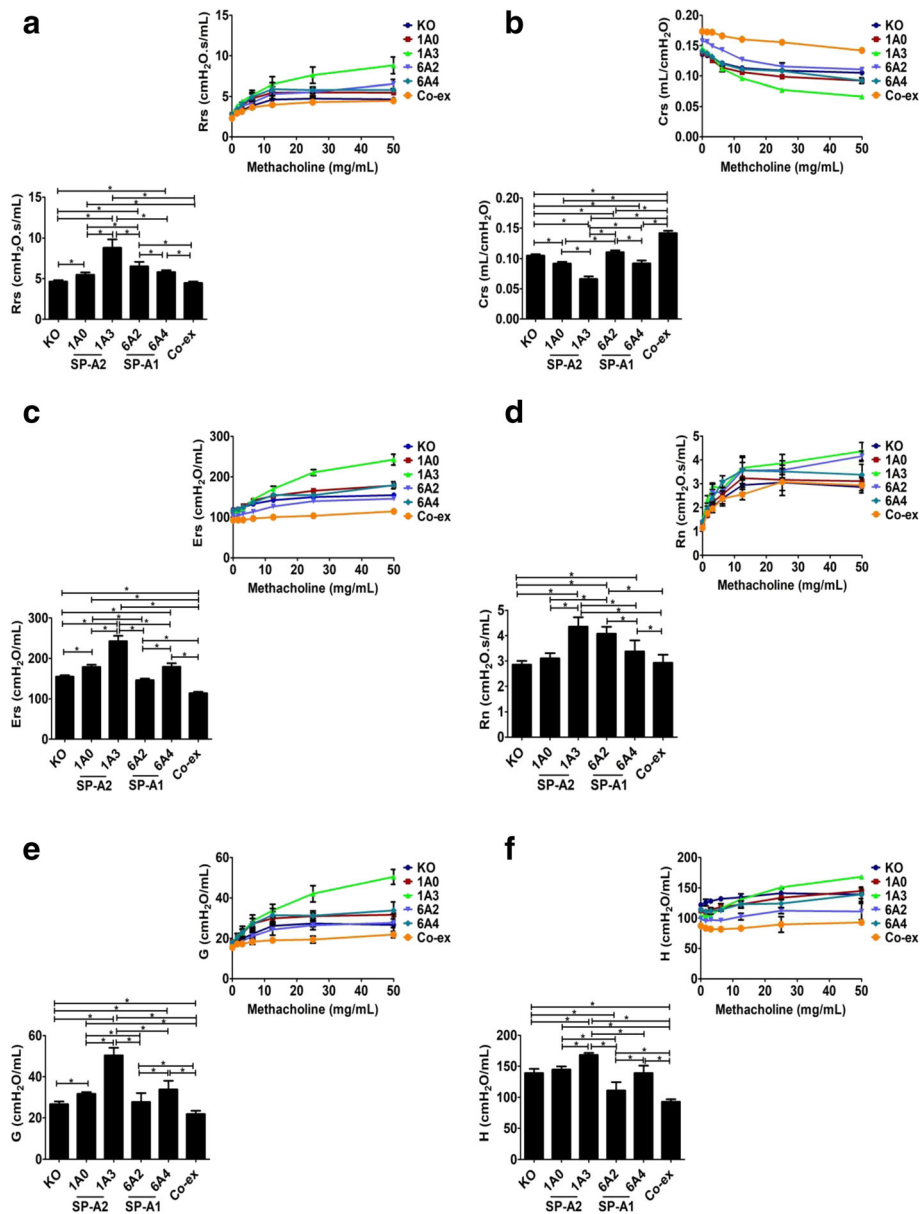 a
Rrs (cmH2O.s/mL)
15
10
5
0
0 10 20 30 40 50
Methacholine (mg/mL)
KO
1A0
1A3
6A2
6A4
Co-ex
Rrs (cmH2O.s/mL)
15
10
5
0
* * * * * * * * * * * *
KO 1A0 1A3 6A2 6A4 Co-ex
SP-A2 SP-A1
b
Crs (mL/cmH2O)
0.20
0.15
0.10
0.05
0.00
0 10 20 30 40 50
Methcholine (mg/mL)
KO
1A0
1A3
6A2
6A4
Co-ex
Crs (mL/cmH2O)
0.20
0.15
0.10
0.05
0.00
KO 1A0 1A3 6A2 6A4 Co-ex
SP-A2 SP-A1
c
Ers (cmH2O/mL)
300
200
100
0
0 10 20 30 40 50
Methacholine (mg/mL)
KO
1A0
1A3
6A2
6A4
Co-ex
Ers (cmH2O/mL)
300
200
100
0
KO 1A0 1A3 6A2 6A4 Co-ex
SP-A2 SP-A1
d
Rn (cmH2O.s/mL)
5
4
3
2
1
0
0 10 20 30 40 50
Methacholine (mg/mL)
KO
1A0
1A3
6A2
6A4
Co-ex
Rn (cmH2O.s/mL)
6
5
4
3
2
1
0
KO 1A0 1A3 6A2 6A4 Co-ex
SP-A2 SP-A1
e
G (cmH2O/mL)
60
40
20
0
0 10 20 30 40 50
Methacholine (mg/mL)
KO
1A0
1A3
6A2
6A4
Co-ex
G (cmH2O/mL)
60
40
20
0
KO 1A0 1A3 6A2 6A4 Co-ex
SP-A2 SP-A1
f
H (cmH2O/mL)
200
150
100
50
0
0 10 20 30 40 50
Methacholine (mg/mL)
KO
1A0
1A3
6A2
6A4
Co-ex
H (cmH2O/mL)
200
150
100
50
0
KO 1A0 1A3 6A2 6A4 Co-ex
SP-A2 SP-A1